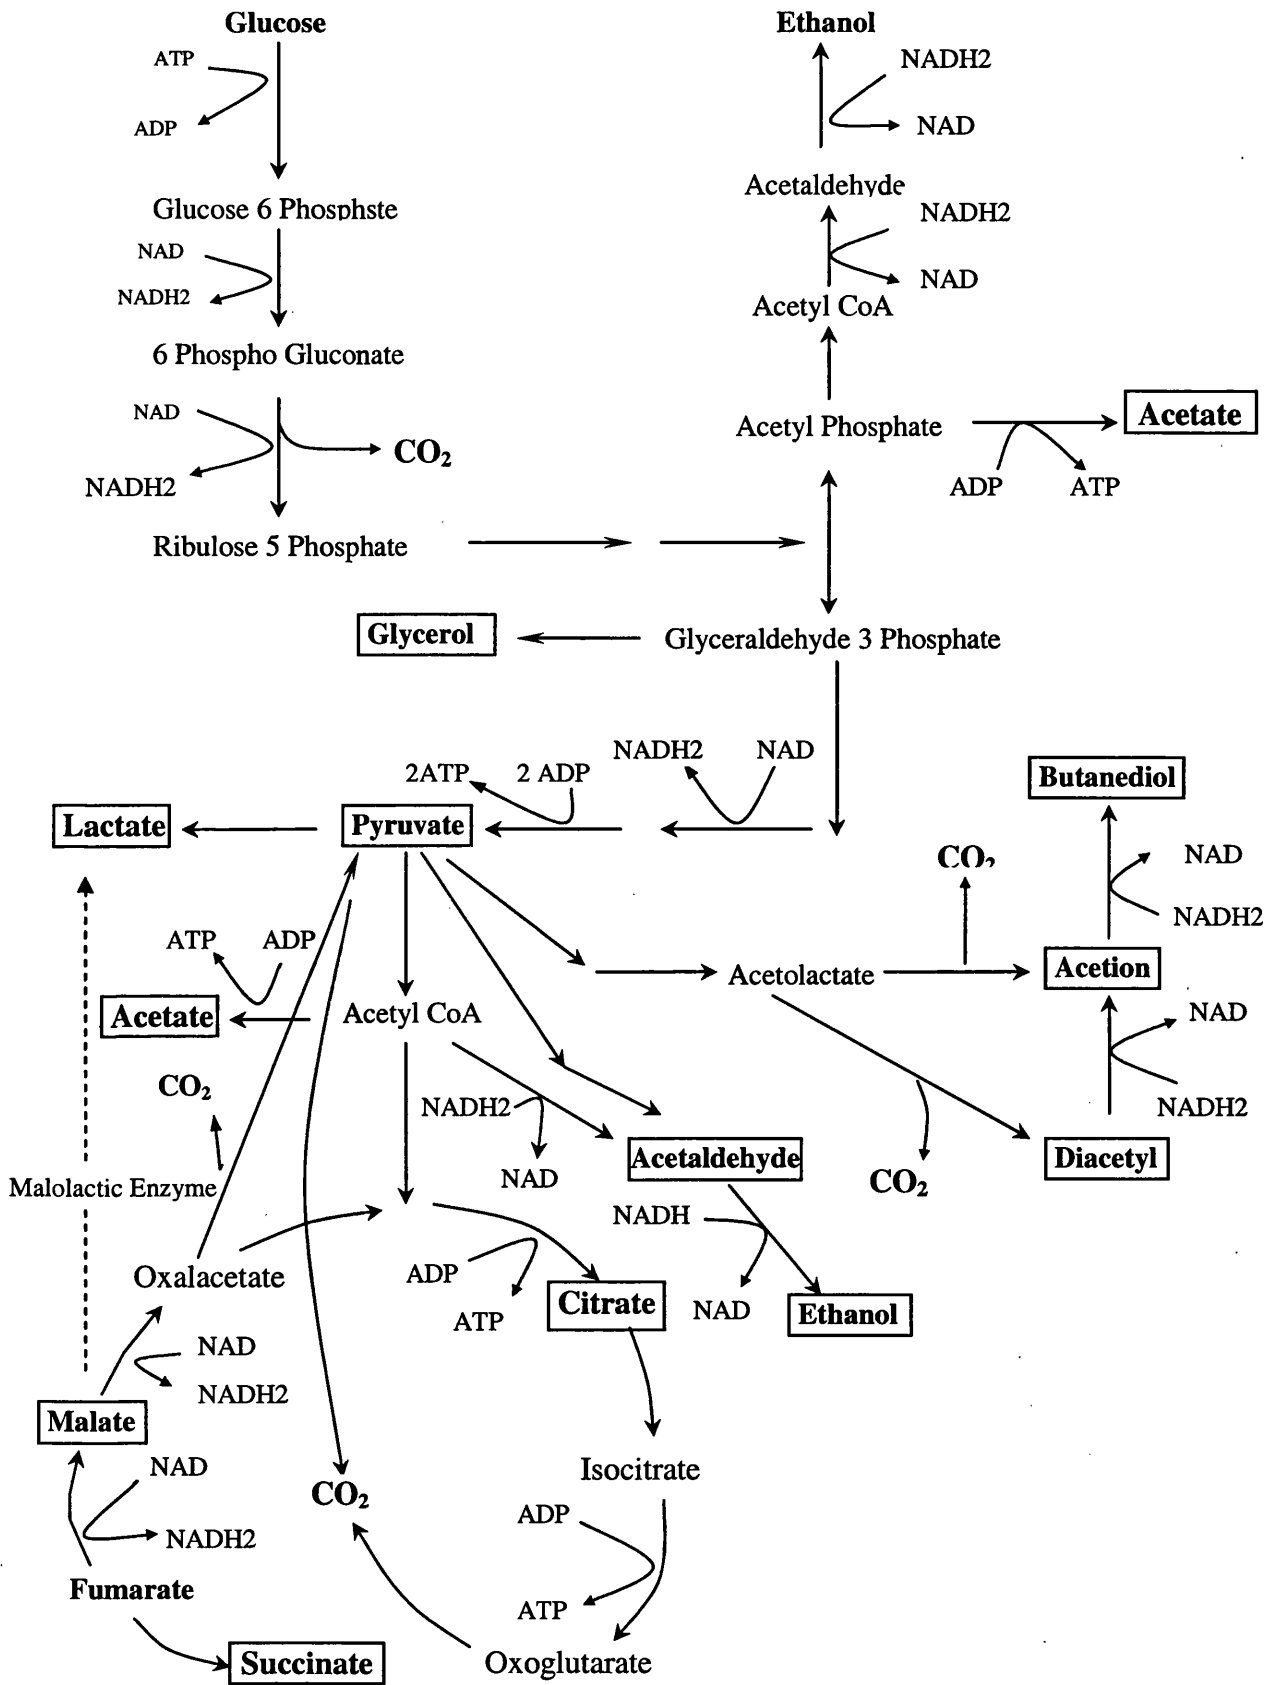 Glucose
Ethanol
ATP
NADH2
ADP
NAD
Acetaldehyde
Glucose 6 Phosphste
NADH2
NAD
NADH2
NAD
Acetyl CoA
6 Phospho Gluconate
NAD
CO2
NADH2
Acetyl Phosphate
Acetate
ADP
ATP
Ribulose 5 Phosphate
Glycerol
Glyceraldehyde 3 Phosphate
NADH2
NAD
2ATP
2 ADP
Butanediol
Lactate
Pyruvate
CO2
NAD
NADH2
ATP
ADP
Acetolactate
Acetion
Acetate
Acetyl CoA
NAD
CO2
NADH2
NADH2
Acetaldehyde
Diacetyl
NAD
CO2
Malolactic Enzyme
NADH
Oxalacetate
ADP
ATP
Citrate
NAD
Ethanol
NAD
NADH2
Malate
NAD
Isocitrate
CO2
ADP
NADH2
Fumarate
ATP
Succinate
Oxoglutarate